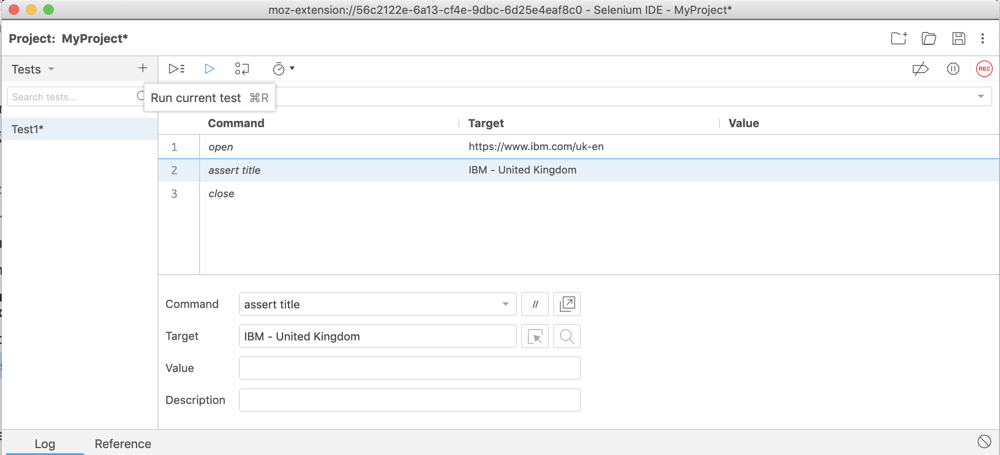 moz-extension://56c2122e-6a13-cf4e-9dbc-6d25e4eaf8c0 - Selenium IDE - MyProject*
Project: MyProject*
Tests
REC
Search tests...
Run current test ⌘R
Test1*
Command Target Value
1 open https://www.ibm.com/uk-en
2 assert title IBM - United Kingdom
3 close
Command assert title //
Target IBM - United Kingdom
Value
Description
Log Reference